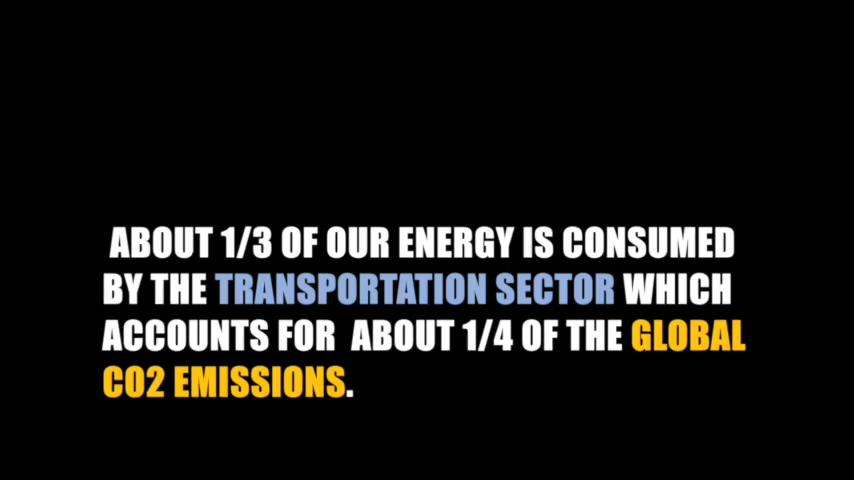 ABOUT 1/3 OF OUR ENERGY IS CONSUMED
BY THE TRANSPORTATION SECTOR WHICH
ACCOUNTS FOR ABOUT 1/4 OF THE GLOBAL
CO2 EMISSIONS.